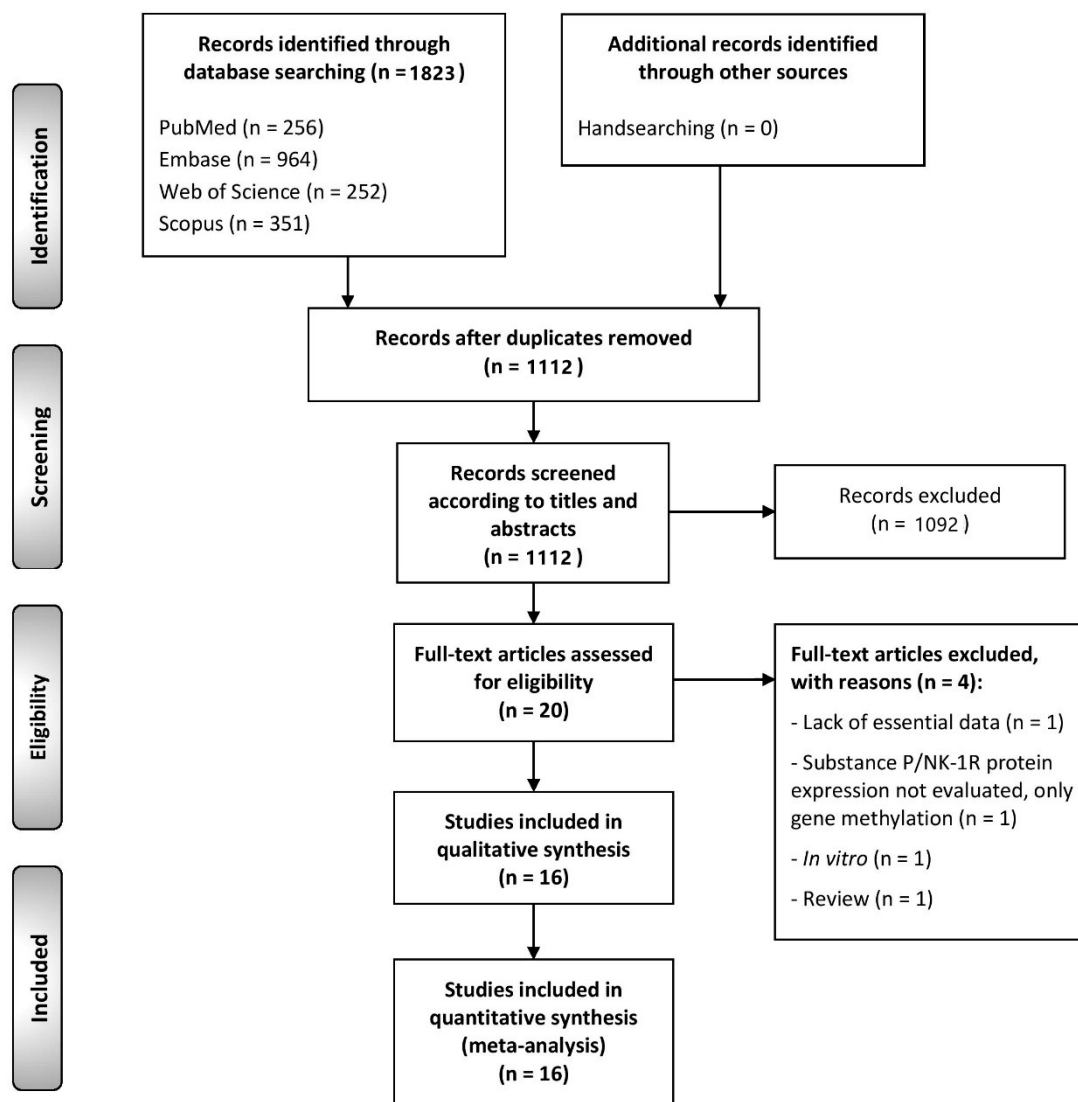 Identification
Records identified through
database searching (n = 1823)
PubMed (n = 256)
Embase (n = 964)
Web of Science (n = 252)
Scopus (n = 351)
Additional records identified
through other sources
Handsearching (n = 0)
Records after duplicates removed
(n = 1112 )
Screening
Records screened
according to titles and
abstracts
(n = 1112 )
Records excluded
(n = 1092 )
Eligibility
Full-text articles assessed
for eligibility
(n = 20)
Full-text articles excluded,
with reasons (n = 4):
- Lack of essential data (n = 1)
- Substance P/NK-1R protein
expression not evaluated, only
gene methylation (n = 1)
- In vitro (n = 1)
- Review (n = 1)
Studies included in
qualitative synthesis
(n = 16)
Included
Studies included in
quantitative synthesis
(meta-analysis)
(n = 16)